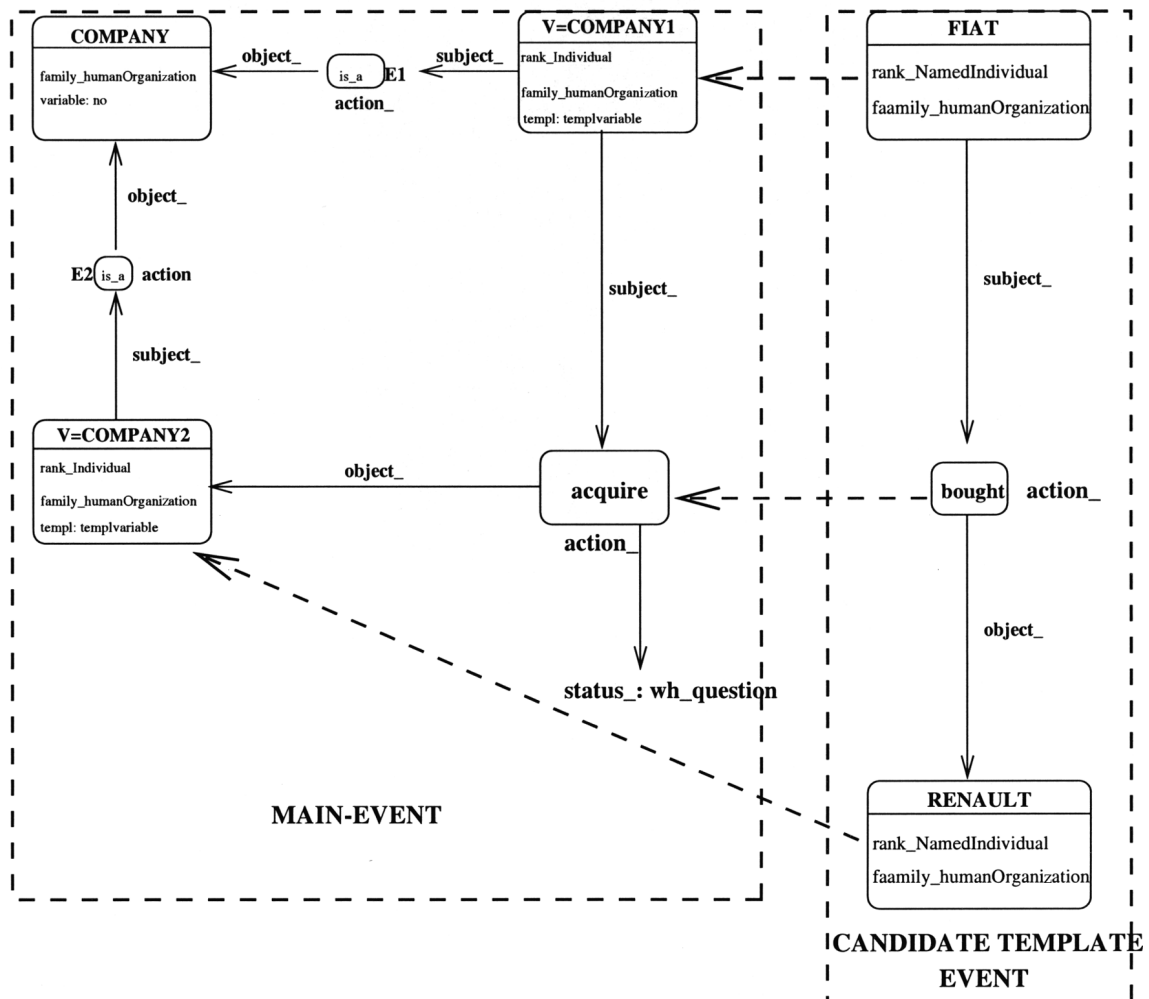 COMPANY
family_humanOrganization
variable: no
object_
is_a
E1
action_
subject_
V=COMPANY1
rank_Individual
family_humanOrganization
templ: templvariable
FIAT
rank_NamedIndividual
faamily_humanOrganization
object_
E2
is_a
action
subject_
subject_
subject_
V=COMPANY2
rank_Individual
family_humanOrganization
templ: templvariable
object_
acquire
action_
bought
action_
object_
status_: wh_question
MAIN-EVENT
RENAULT
rank_NamedIndividual
faamily_humanOrganization
CANDIDATE TEMPLATE
EVENT